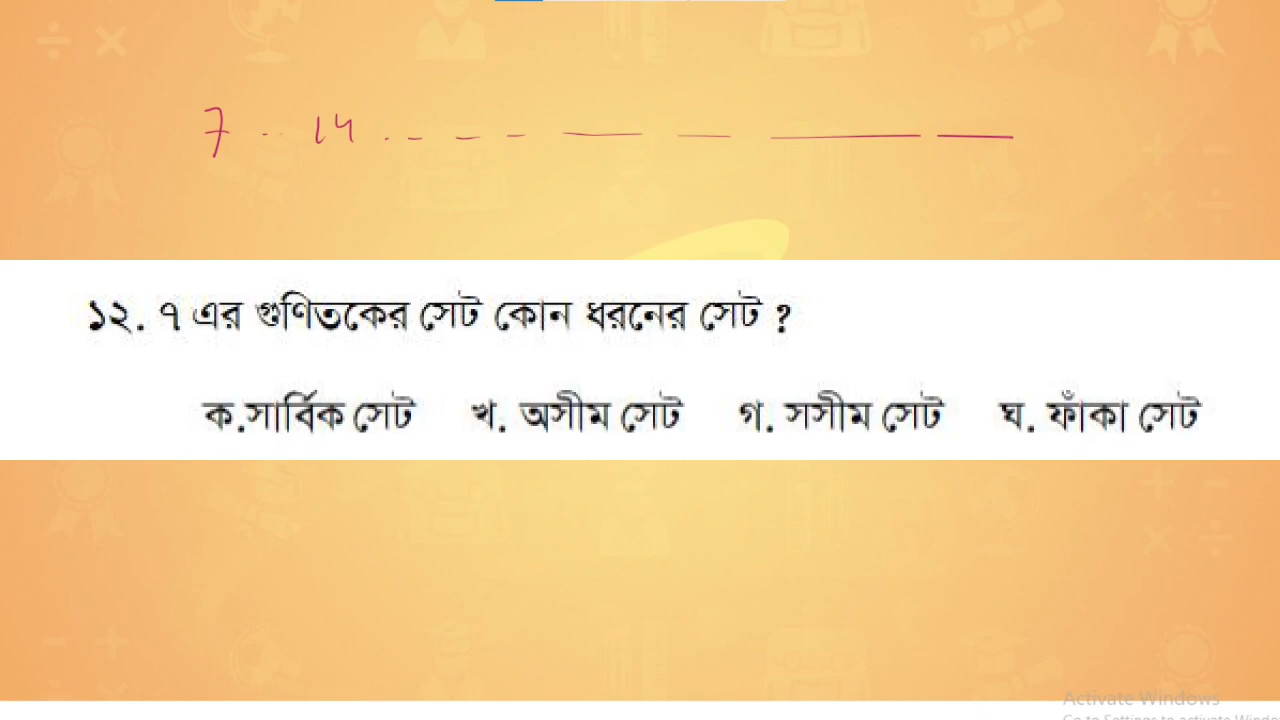 7 .. 14 .. _ _ _ — — — —
১২. ৭ এর গুণিতকের সেট কোন ধরনের সেট ?
ক.সার্বিক সেট খ. অসীম সেট গ. সসীম সেট ঘ. ফাঁকা সেট
Activate Windows